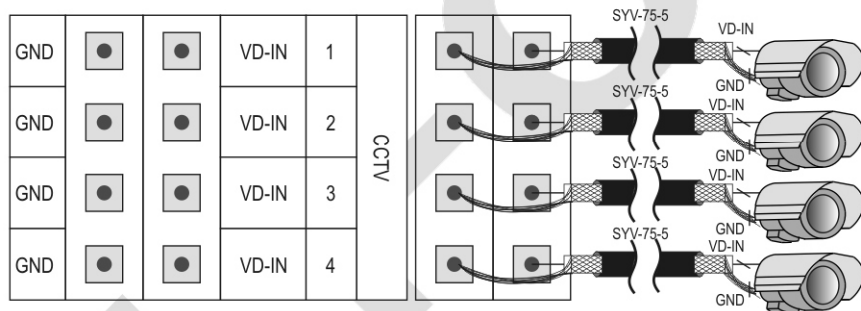 GND VD-IN 1
GND VD-IN 2
GND VD-IN 3
GND VD-IN 4
CCTV
SYV-75-5
VD-IN
GND
SYV-75-5
VD-IN
GND
SYV-75-5
VD-IN
GND
SYV-75-5
VD-IN
GND